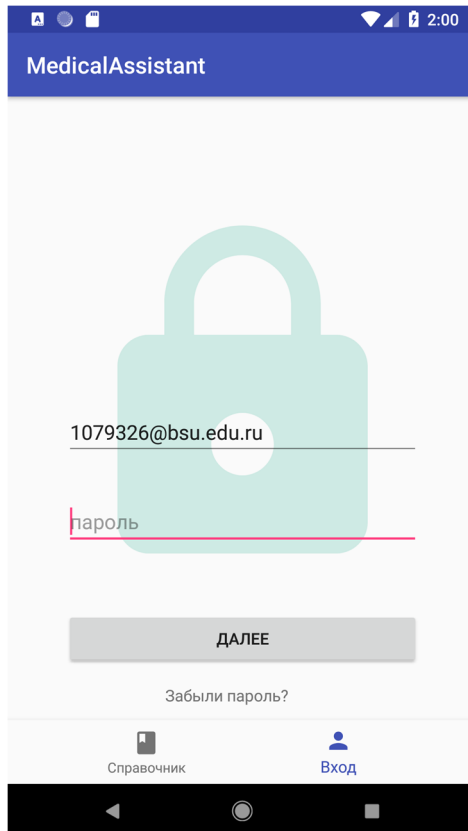 2:00
MedicalAssistant
1079326@bsu.edu.ru
пароль
ДАЛЕЕ
Забыли пароль?
Справочник
Вход